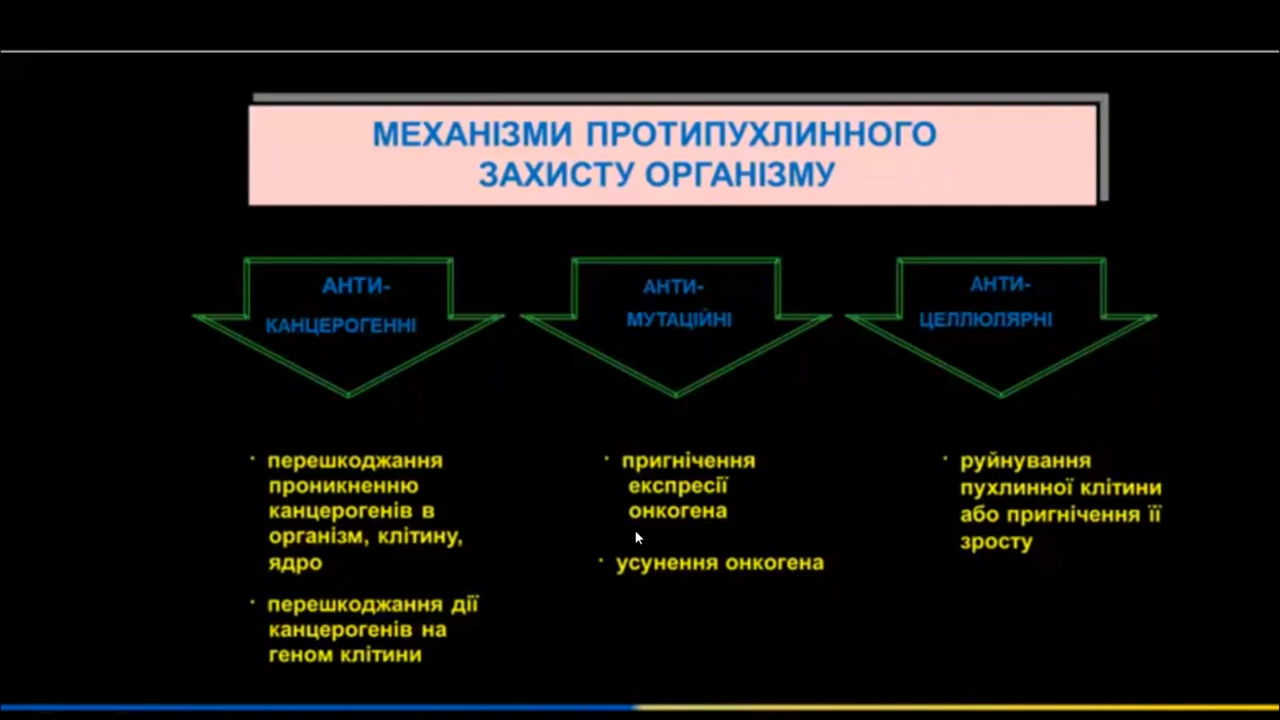 МЕХАНІЗМИ ПРОТИПУХЛИННОГО
ЗАХИСТУ ОРГАНІЗМУ
АНТИ-
КАНЦЕРОГЕННІ
АНТИ-
МУТАЦІЙНІ
АНТИ-
ЦЕЛЛЮЛЯРНІ
· перешкоджання
проникненню
канцерогенів в
організм, клітину,
ядро
· перешкоджання дії
канцерогенів на
геном клітини
· пригнічення
експресії
онкогена
· усунення онкогена
· руйнування
пухлинної клітини
або пригнічення її
зросту